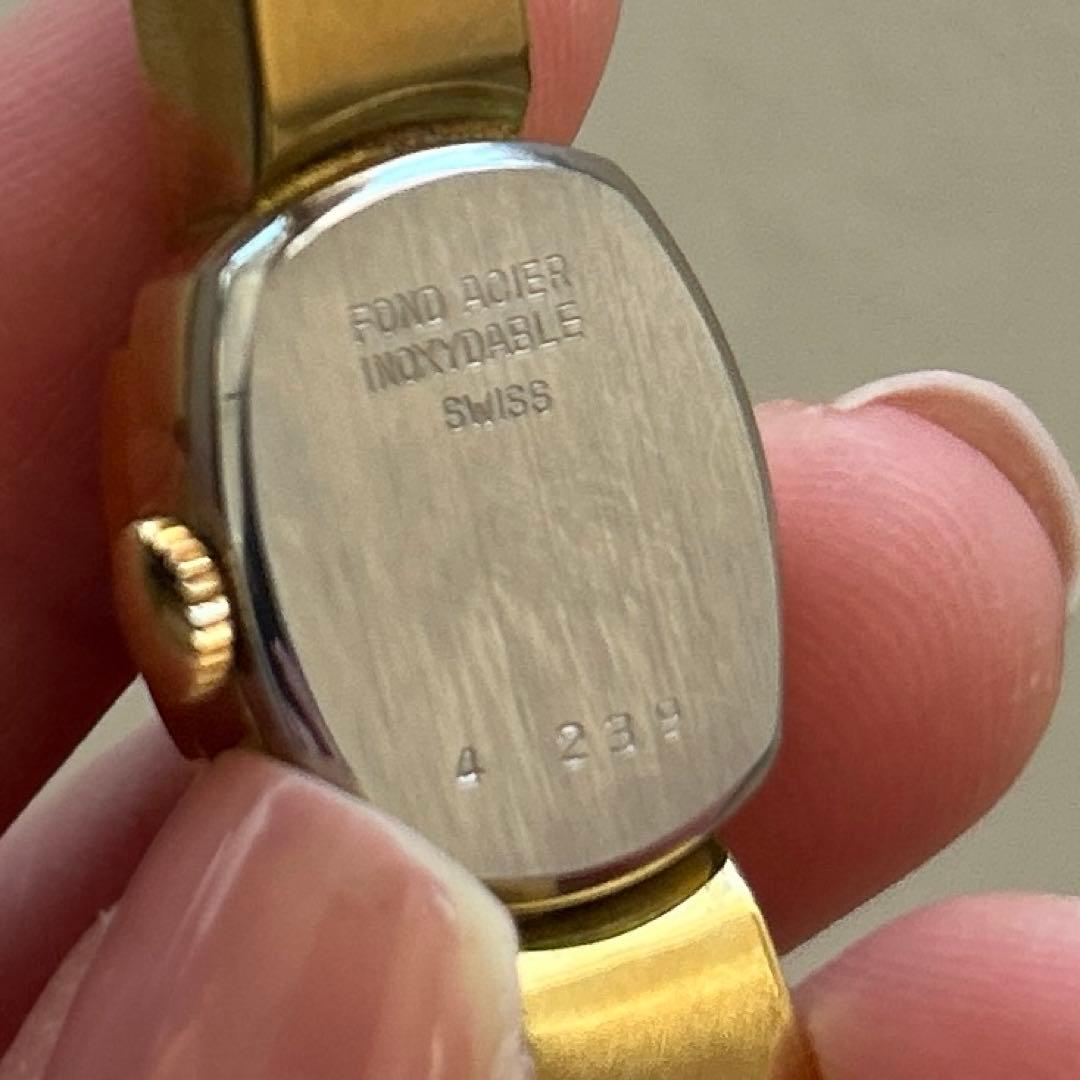 FOND ACIER
INOXYDABLE
SWISS
4 239